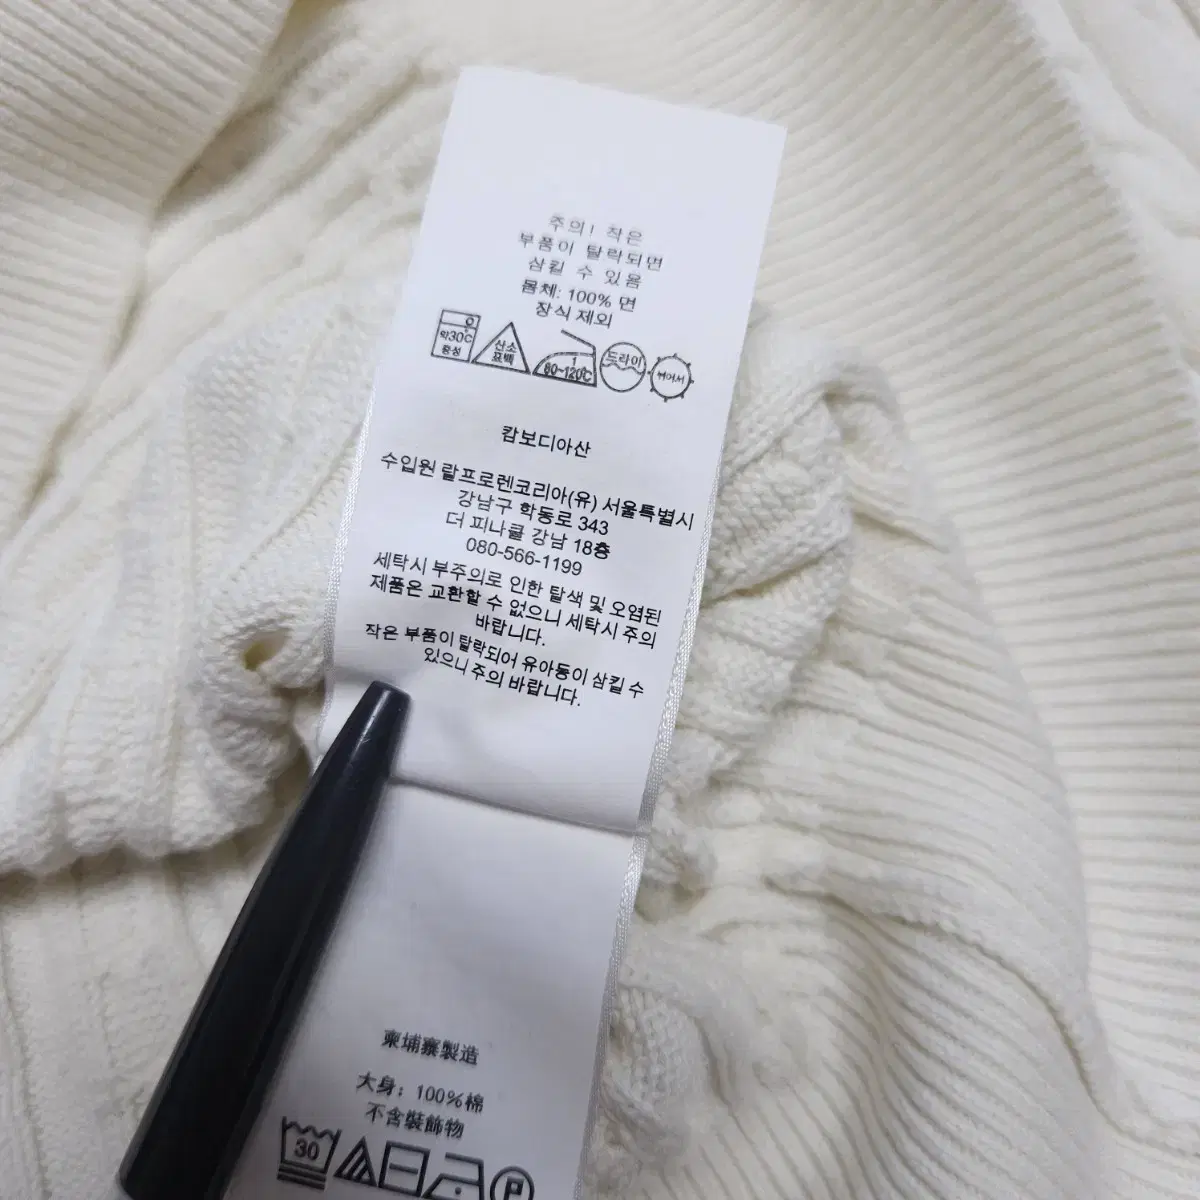 주의! 작은
부품이 탈락되면
삼킬 수 있음
몸체: 100% 면
장식 제외
약30℃
중성
산소
표백
1
80~120℃
드라이
뉘어서
캄보디아산
수입원 랄프로렌코리아(유) 서울특별시
강남구 학동로 343
더 피나클 강남 18층
080-566-1199
세탁시 부주의로 인한 탈색 및 오염된
제품은 교환할 수 없으니 세탁시 주의
바랍니다.
작은 부품이 탈락되어 유아동이 삼킬 수
있으니 주의 바랍니다.
柬埔寨製造
大身: 100%棉
不含裝飾物
30
P